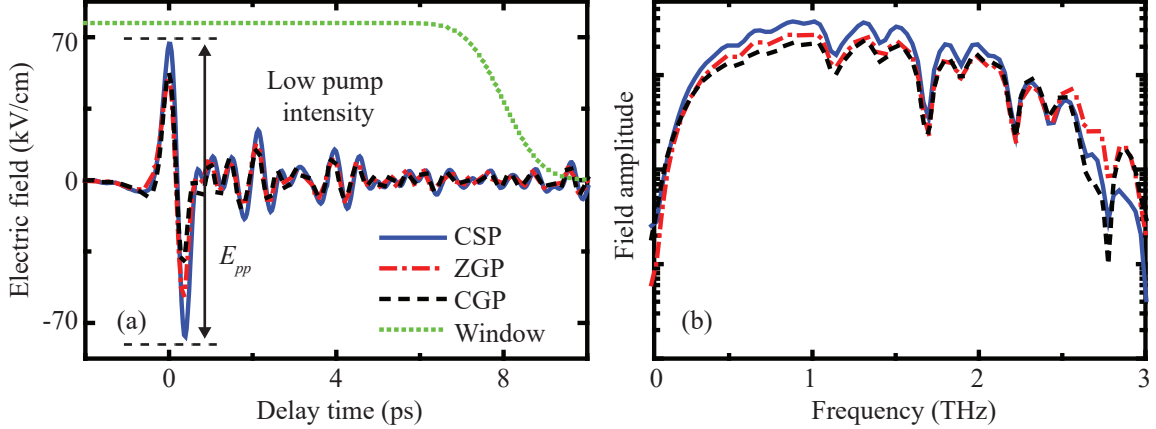 70
0
-70
Electric field (kV/cm)
Low pump
intensity
Epp
CSP
ZGP
CGP
Window
(a)
0 4 8
Delay time (ps)
Field amplitude
(b)
0 1 2 3
Frequency (THz)